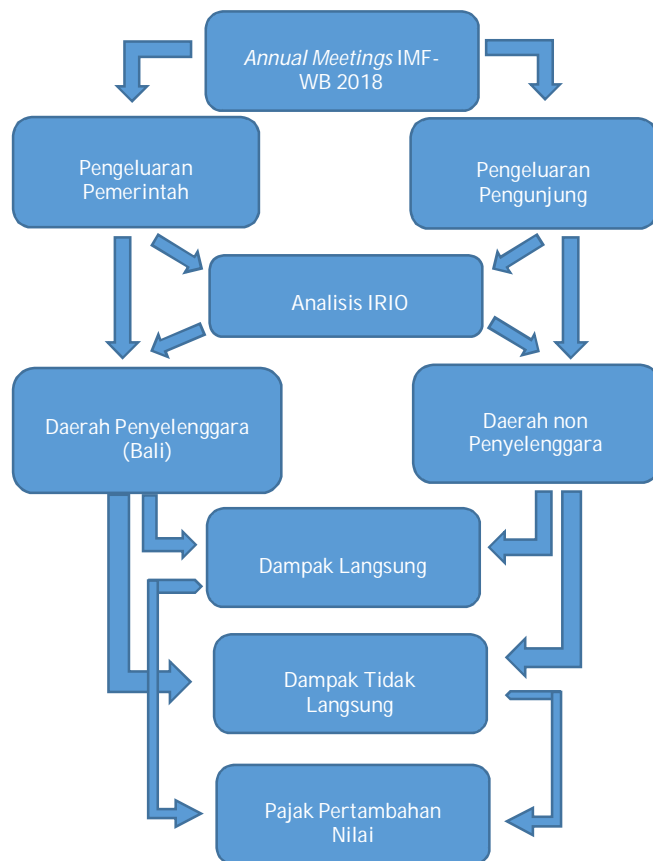 Annual Meetings IMF-
WB 2018
Pengeluaran
Pemerintah
Pengeluaran
Pengunjung
Analisis IRIO
Daerah Penyelenggara
(Bali)
Daerah non
Penyelenggara
Dampak Langsung
Dampak Tidak
Langsung
Pajak Pertambahan
Nilai